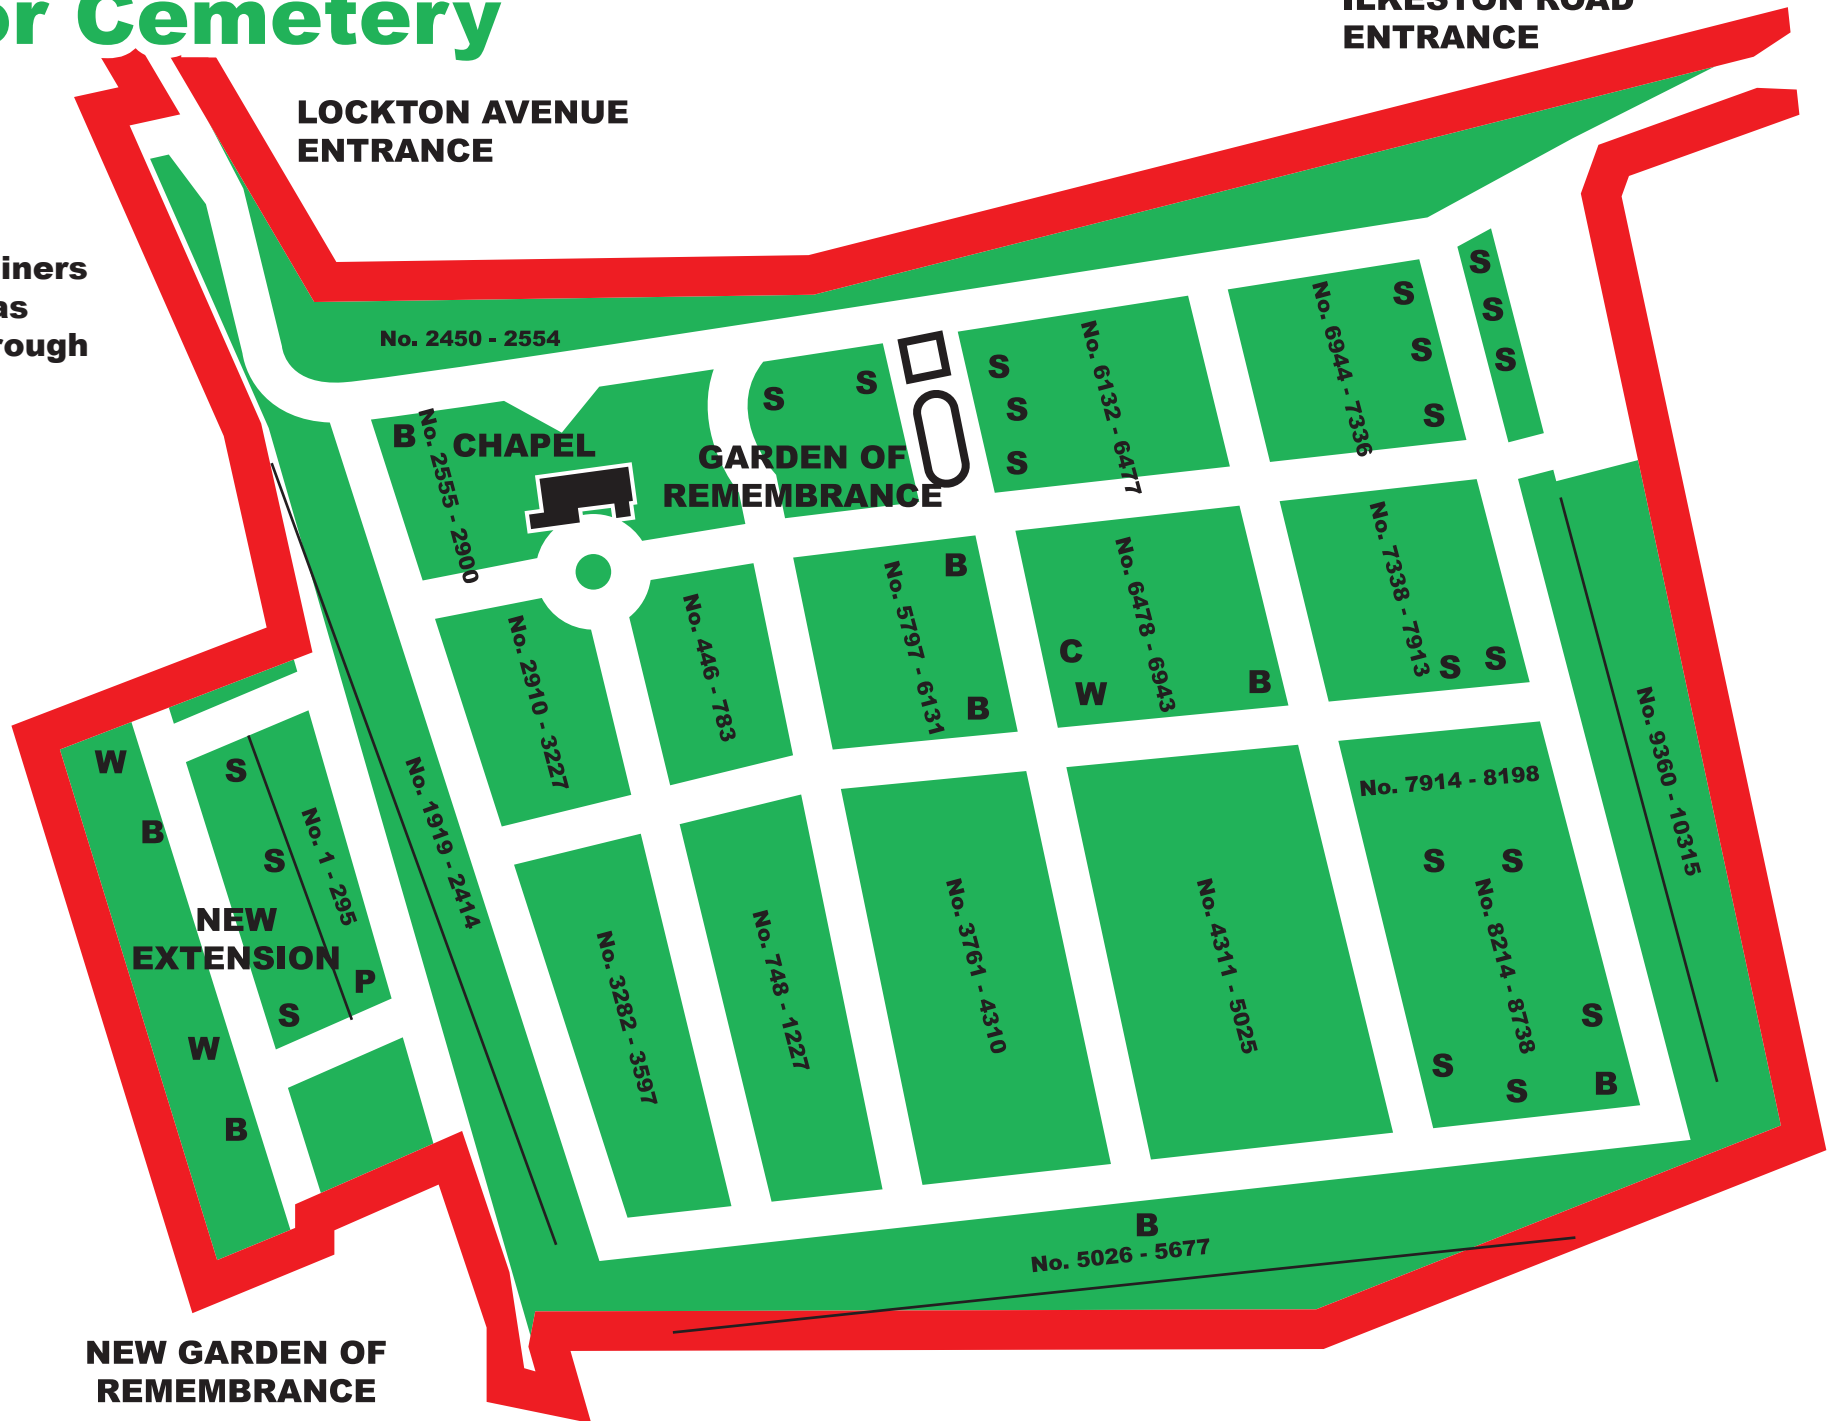 or Cemetery
ILKESTON ROAD
ENTRANCE
LOCKTON AVENUE
ENTRANCE
iners
as
rough
No. 2450 - 2554
S
S
S
S
S
S
No. 6944 - 7336
S
S
S
No. 6132 - 6477
S
S
B
No. 2555 - 2900
CHAPEL
GARDEN OF
REMEMBRANCE
S
S
B
No. 5797 - 6131
B
No. 6478 - 6943
C
W
B
No. 7338 - 7913
S
S
No. 2910 - 3227
No. 446 - 783
No. 9360 - 10315
No. 7914 - 8198
S
S
No. 8214 - 8738
S
S
S
B
W
B
W
B
S
S
S
P
No. 1 - 295
NEW
EXTENSION
No. 1919 - 2414
No. 3282 - 3597
No. 748 - 1227
No. 3761 - 4310
No. 4311 - 5025
B
No. 5026 - 5677
NEW GARDEN OF
REMEMBRANCE